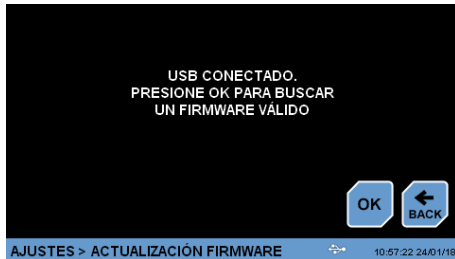 USB CONECTADO.
PRESIONE OK PARA BUSCAR
UN FIRMWARE VÁLIDO
OK
BACK
AJUSTES > ACTUALIZACIÓN FIRMWARE
10:57:22 24/01/18